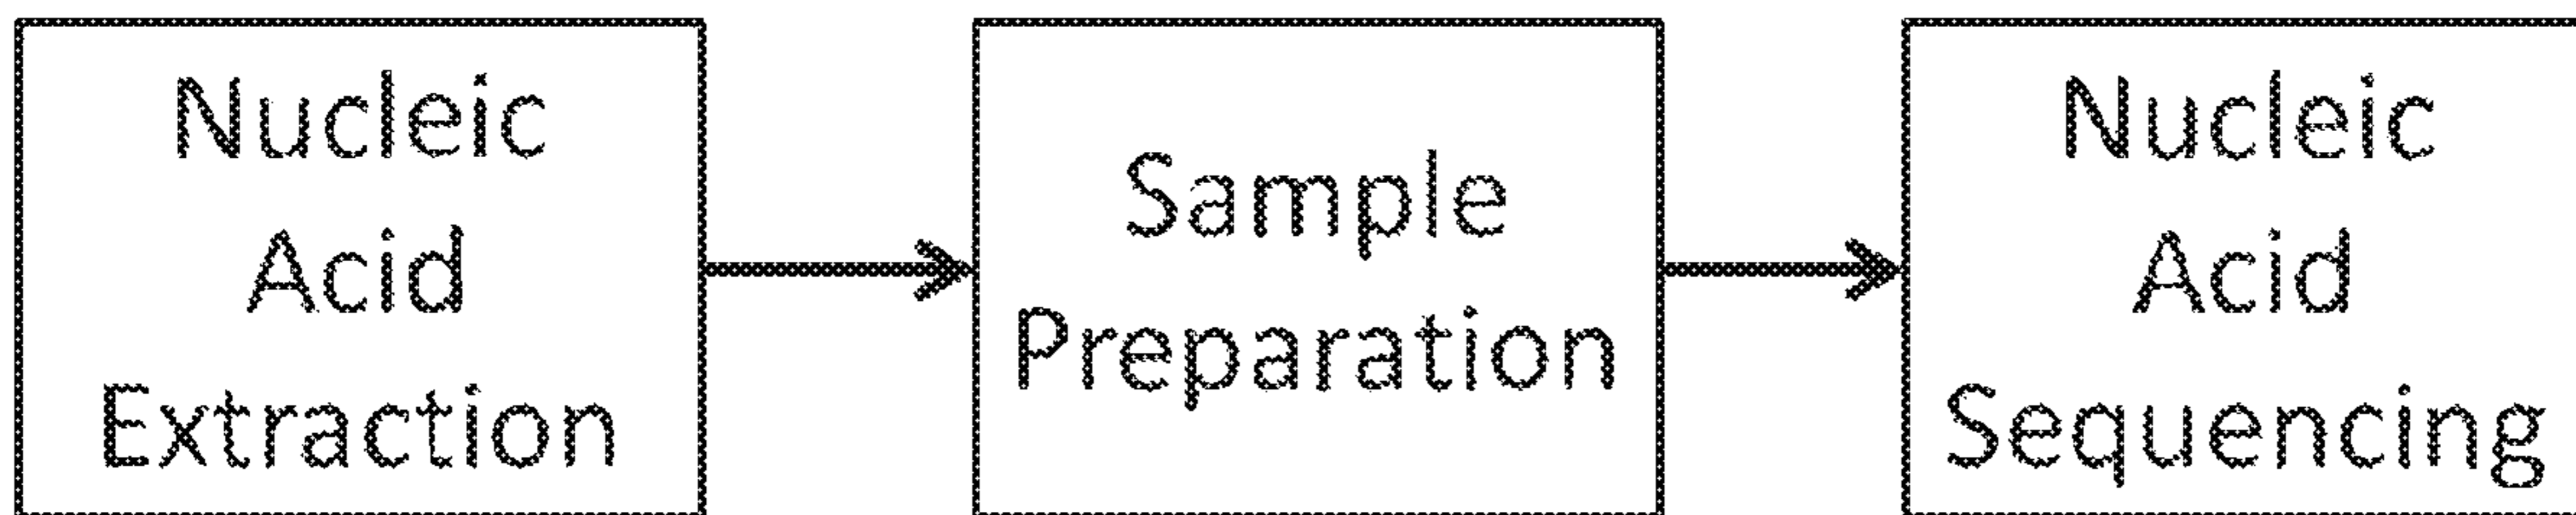 Nucleic
Acid
Extraction
Sample
Preparation
Nucleic
Acid
Sequencing